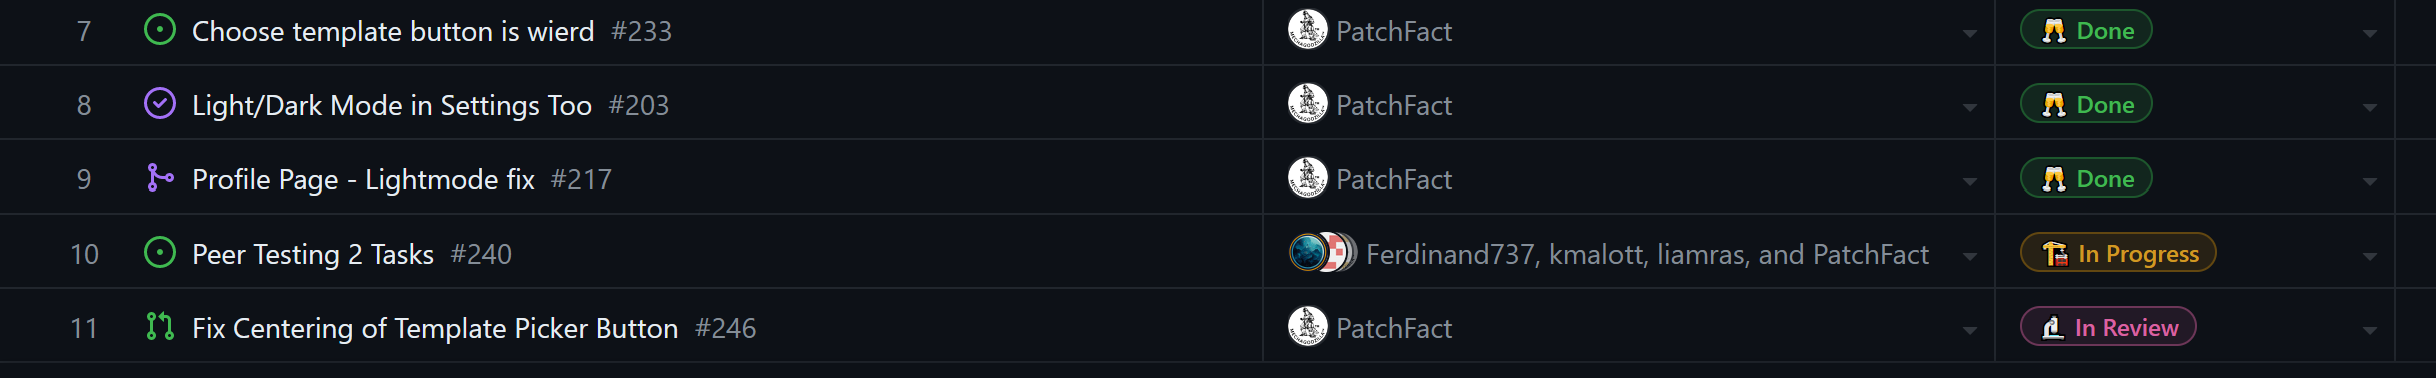 7 Choose template button is wierd #233 PatchFact Done
8 Light/Dark Mode in Settings Too #203 PatchFact Done
9 Profile Page - Lightmode fix #217 PatchFact Done
10 Peer Testing 2 Tasks #240 Ferdinand737, kmalott, liamras, and PatchFact In Progress
11 Fix Centering of Template Picker Button #246 PatchFact In Review